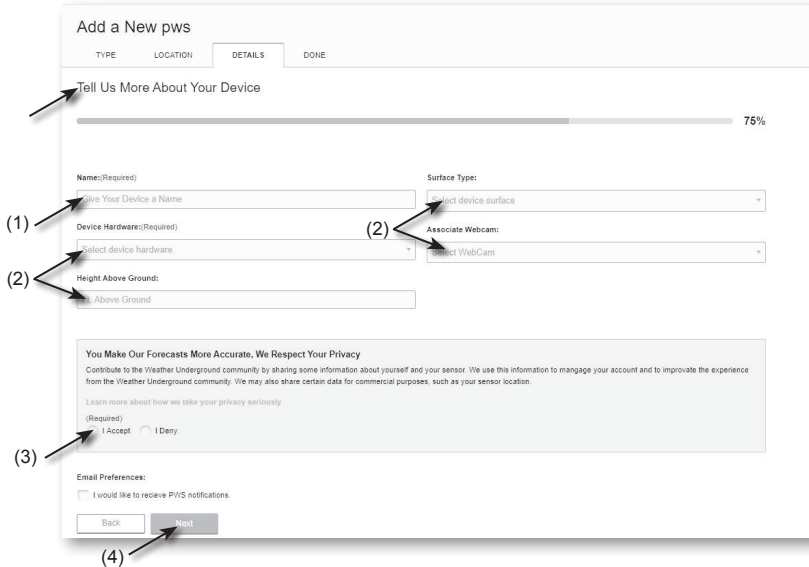 Add a New pws
TYPE LOCATION DETAILS DONE
Tell Us More About Your Device
75%
Name:(Required)
Give Your Device a Name
(1)
Surface Type:
Select device surface
(2)
Device Hardware:(Required)
Select device hardware
(2)
Associate Webcam:
Select WebCam
Height Above Ground:
Above Ground
You Make Our Forecasts More Accurate, We Respect Your Privacy
Contribute to the Weather Underground community by sharing some information about yourself and your sensor. We use this information to mangage your account and to improvate the experience
from the Weather Underground community. We may also share certain data for commercial purposes, such as your sensor location.
Learn more about how we take your privacy seriously
(Required)
I Accept I Deny
(3)
Email Preferences:
I would like to recieve PWS notifications.
Back Next
(4)